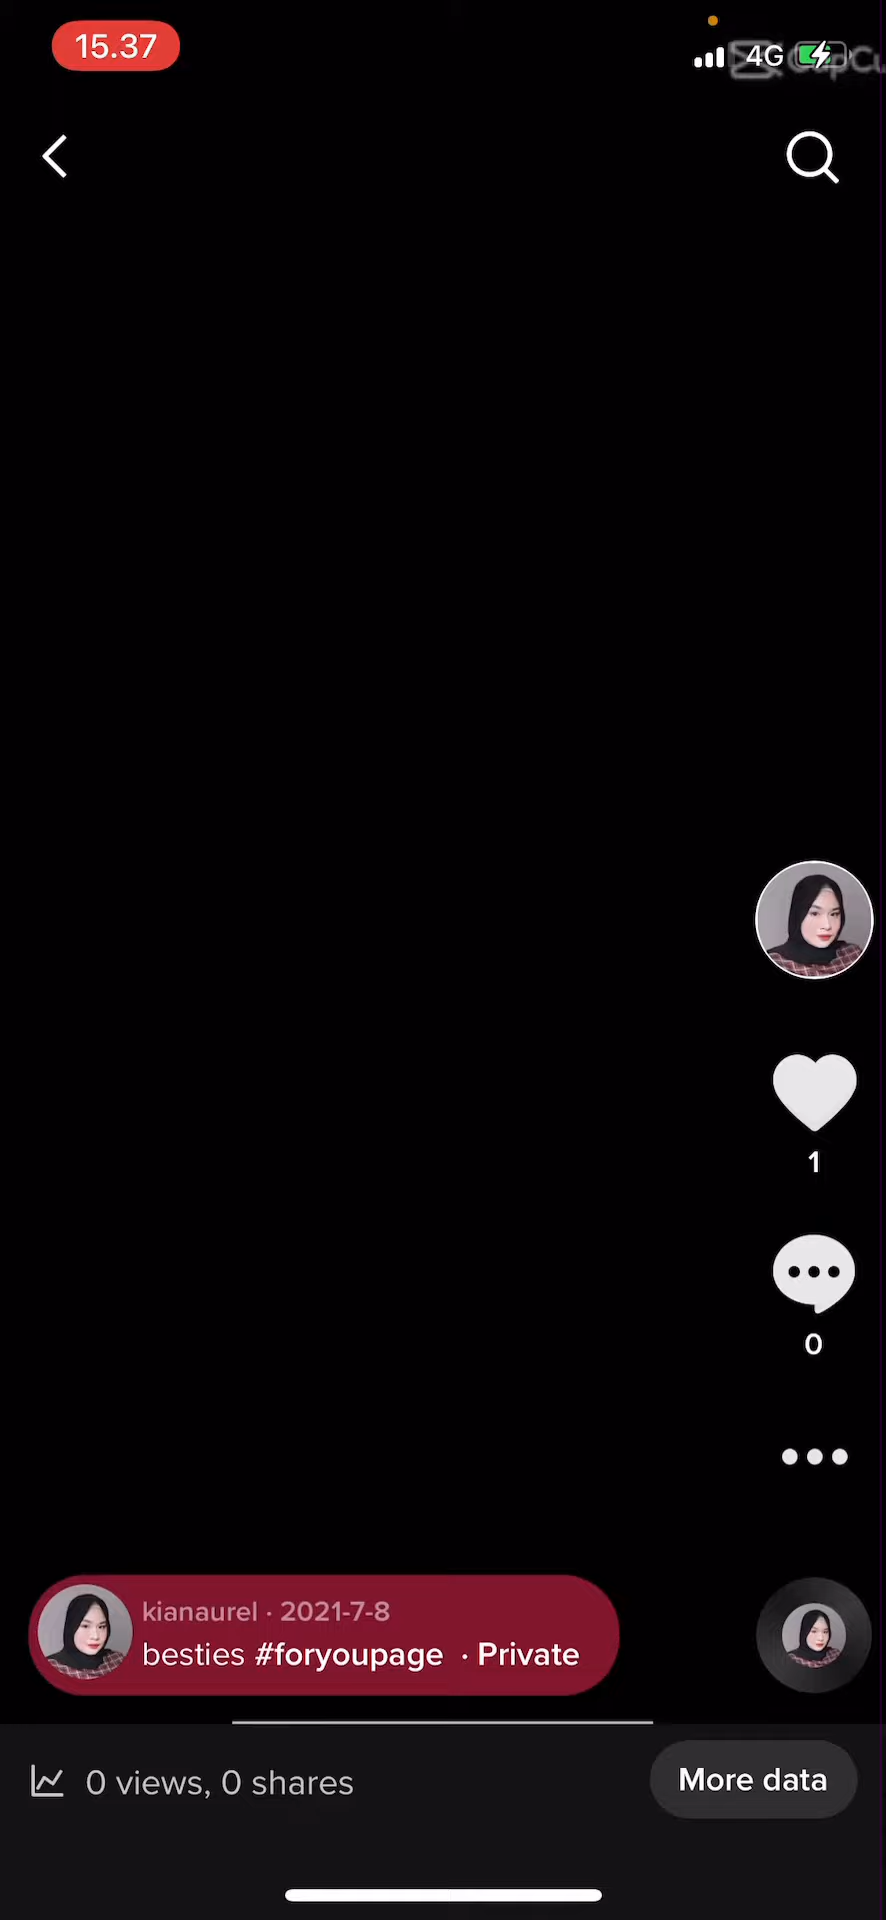 15.37
4G
1
0
kianaurel · 2021-7-8
besties #foryoupage · Private
0 views, 0 shares
More data